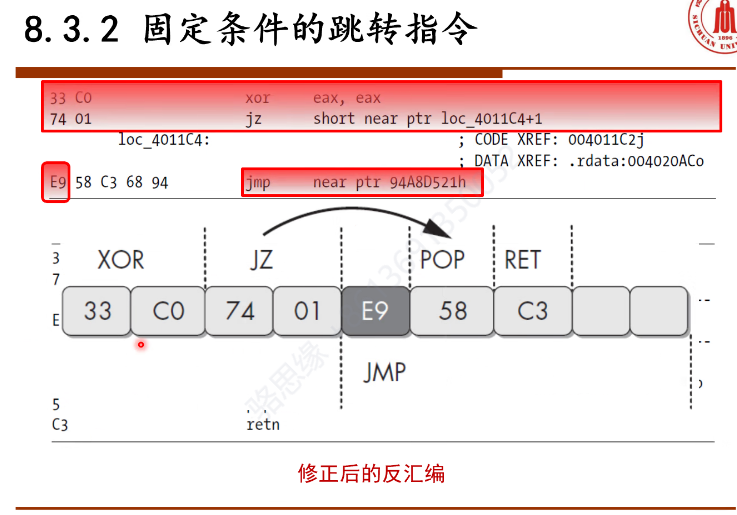 8.3.2 固定条件的跳转指令
33 C0 xor eax, eax
74 01 jz short near ptr loc_4011C4+1
loc_4011C4: ; CODE XREF: 004011C2j
; DATA XREF: .rdata:004020ACo
E9 58 C3 68 94 jmp near ptr 94A8D521h
3
7
E
XOR JZ POP RET
33 C0 74 01 E9 58 C3
JMP
5
C3 retn
修正后的反汇编